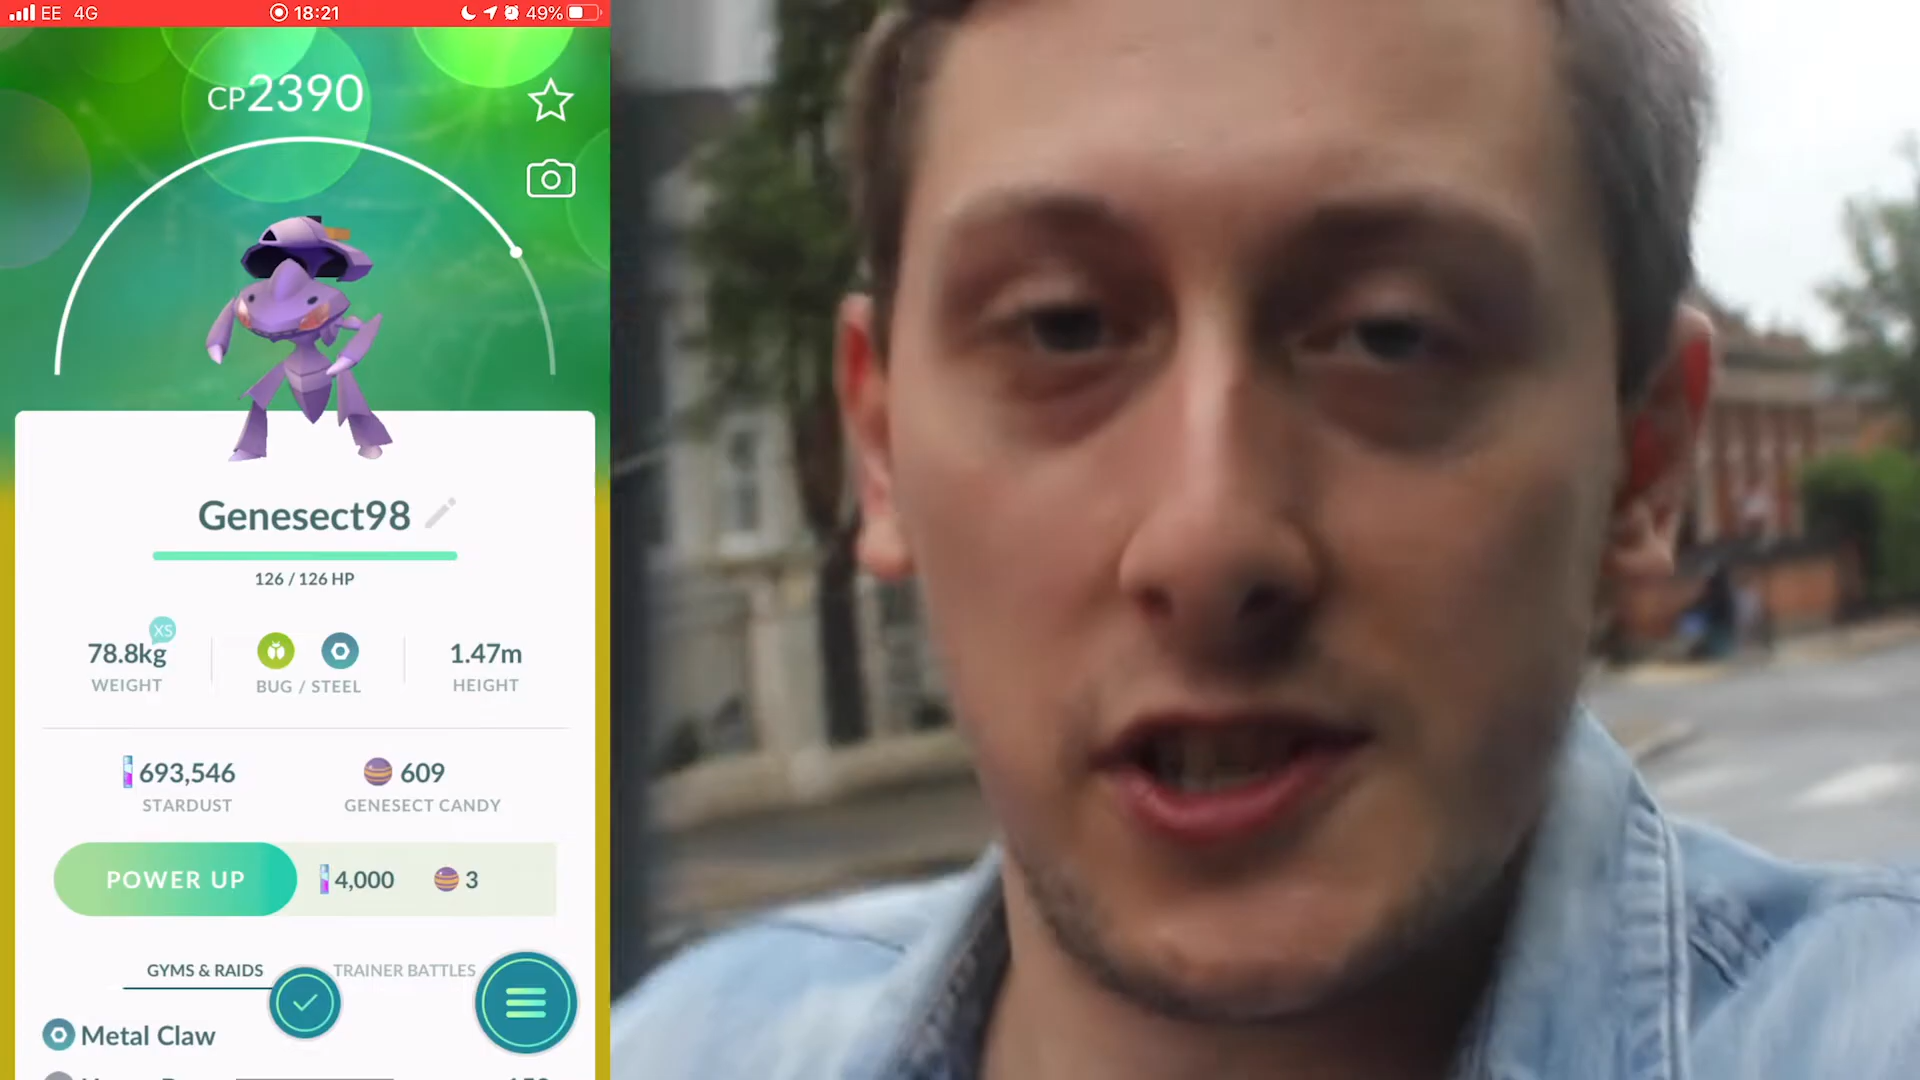 EE 4G 18:21 49%
CP2390
Genesect98
126 / 126 HP
XS
78.8kg 1.47m
WEIGHT BUG / STEEL HEIGHT
693,546 609
STARDUST GENESECT CANDY
POWER UP 4,000 3
GYMS & RAIDS TRAINER BATTLES
Metal Claw